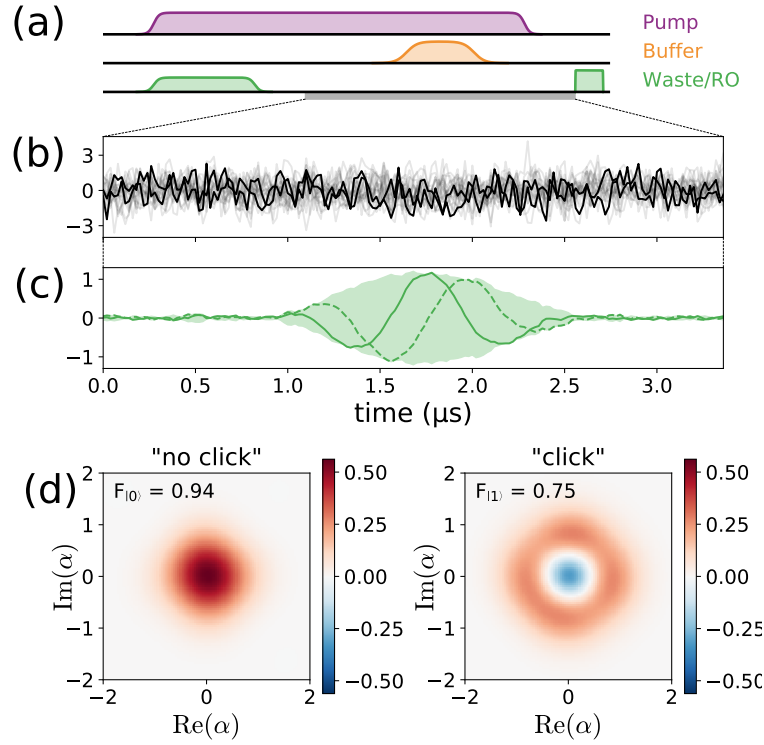 (a)
Pump
Buffer
Waste/RO
(b)
3
0
−3
(c)
1
0
−1
0.0 0.5 1.0 1.5 2.0 2.5 3.0
time (μs)
(d)
"no click"
F|0⟩ = 0.94
2
1
0
−1
−2
Im(α)
−2 0 2
Re(α)
0.50
0.25
0.00
−0.25
−0.50
"click"
F|1⟩ = 0.75
2
1
0
−1
−2
Im(α)
−2 0 2
Re(α)
0.50
0.25
0.00
−0.25
−0.50